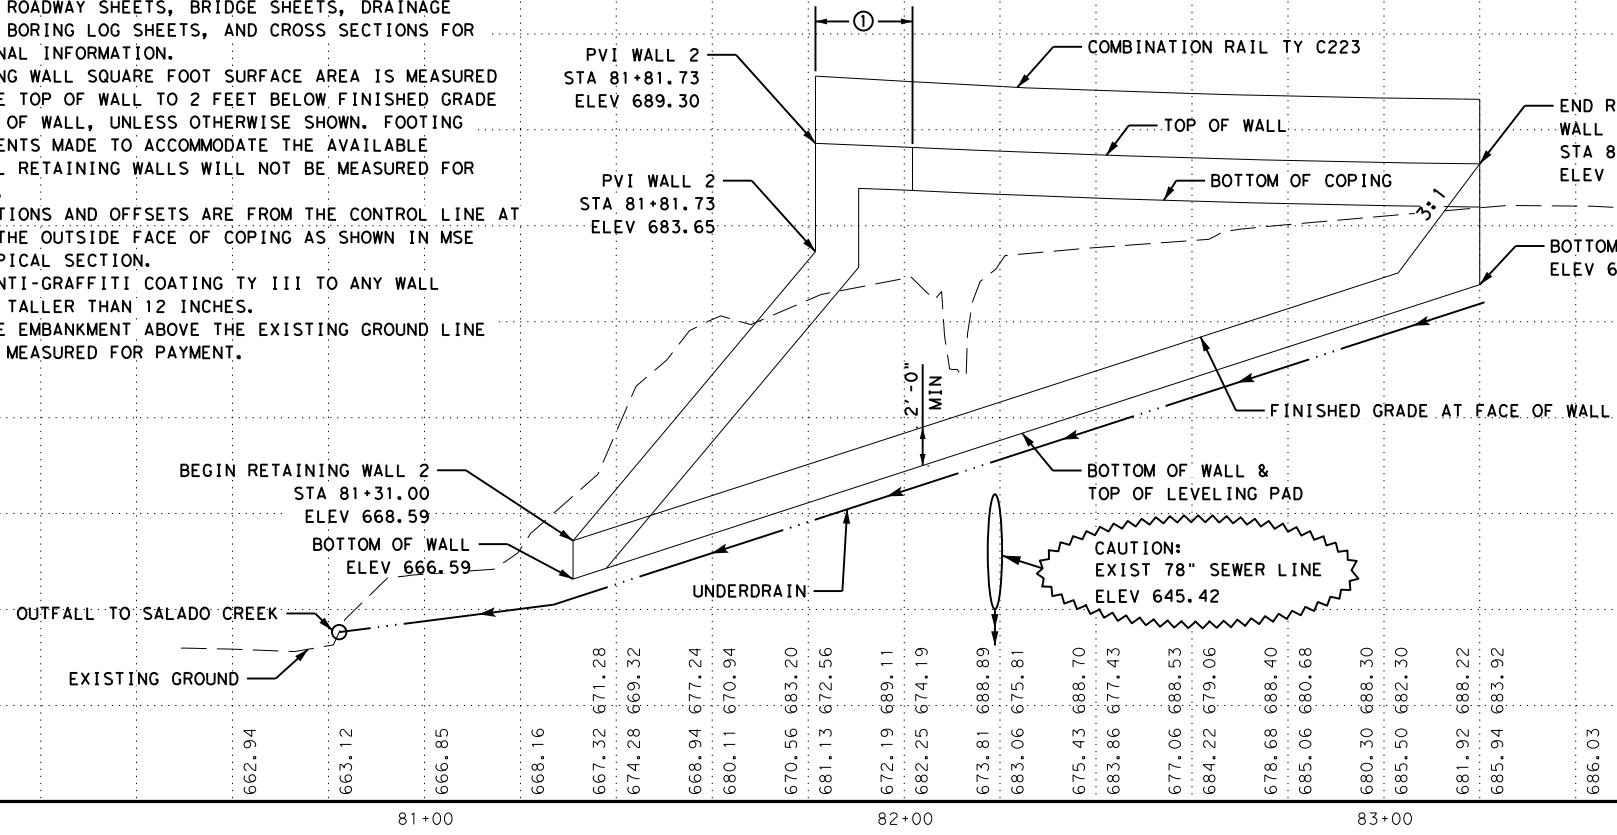 ROADWAY SHEETS, BRIDGE SHEETS, DRAINAGE
BORING LOG SHEETS, AND CROSS SECTIONS FOR
NAL INFORMATION.
NG WALL SQUARE FOOT SURFACE AREA IS MEASURED
E TOP OF WALL TO 2 FEET BELOW FINISHED GRADE
OF WALL, UNLESS OTHERWISE SHOWN. FOOTING
ENTS MADE TO ACCOMMODATE THE AVAILABLE
L RETAINING WALLS WILL NOT BE MEASURED FOR
TIONS AND OFFSETS ARE FROM THE CONTROL LINE AT
THE OUTSIDE FACE OF COPING AS SHOWN IN MSE
PICAL SECTION.
NTI-GRAFFITI COATING TY III TO ANY WALL
TALLER THAN 12 INCHES.
E EMBANKMENT ABOVE THE EXISTING GROUND LINE
MEASURED FOR PAYMENT.
1
PVI WALL 2
STA 81+81.73
ELEV 689.30
COMBINATION RAIL TY C223
TOP OF WALL
END R
WALL
STA 8
ELEV
PVI WALL 2
STA 81+81.73
ELEV 683.65
BOTTOM OF COPING
3:1
BOTTOM
ELEV 6
2'-0"
MIN
FINISHED GRADE AT FACE OF WALL
BEGIN RETAINING WALL 2
STA 81+31.00
ELEV 668.59
BOTTOM OF WALL
ELEV 666.59
BOTTOM OF WALL &
TOP OF LEVELING PAD
UNDERDRAIN
CAUTION:
EXIST 78" SEWER LINE
ELEV 645.42
OUTFALL TO SALADO CREEK
EXISTING GROUND
662.94
663.12
666.85
668.16
667.32 671.28
674.28 669.32
668.94 677.24
680.11 670.94
670.56 683.20
681.13 672.56
672.19 689.11
682.25 674.19
673.81 688.89
683.06 675.81
675.43 688.70
683.86 677.43
677.06 688.53
684.22 679.06
678.68 688.40
685.06 680.68
680.30 688.30
685.50 682.30
681.92 688.22
685.94 683.92
686.03
81+00
82+00
83+00